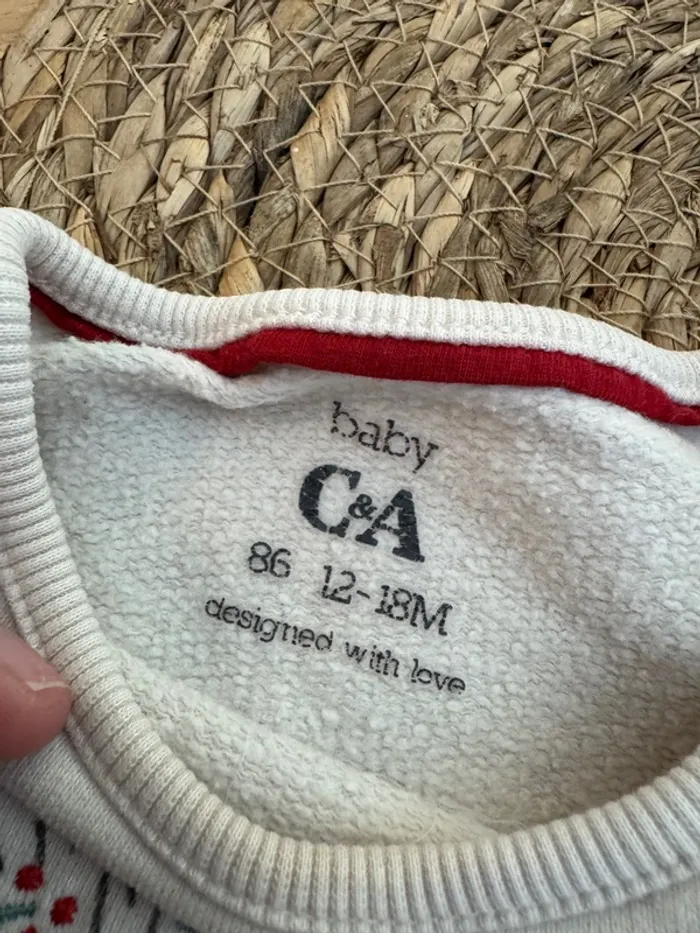 baby
C&A
86 12-18M
designed with love